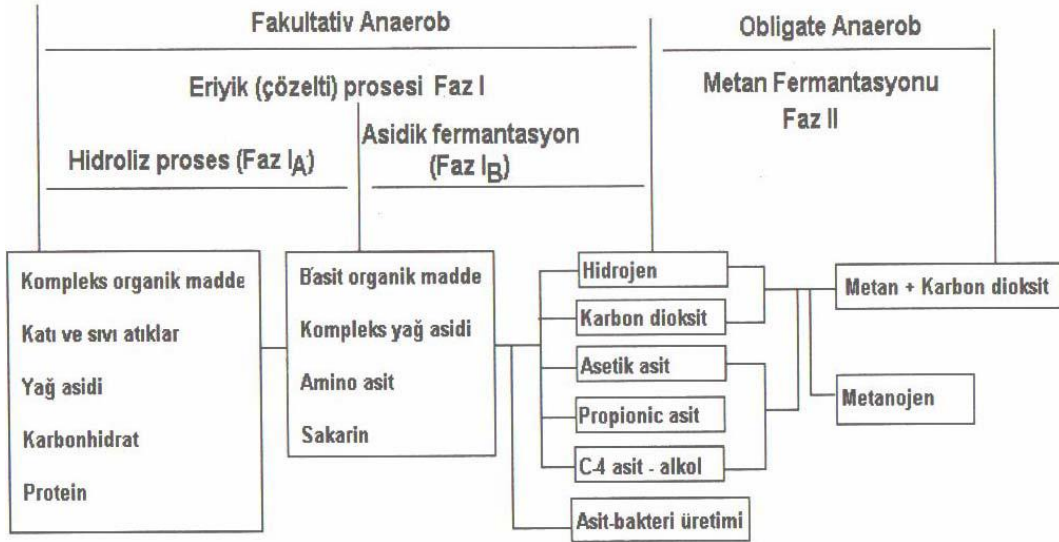 Fakultativ Anaerob
Obligate Anaerob
Eriyik (çözelti) prosesi Faz I
Metan Fermantasyonu
Faz II
Hidroliz proses (Faz IA)
Asidik fermantasyon
(Faz IB)
Kompleks organik madde
Katı ve sıvı atıklar
Yağ asidi
Karbonhidrat
Protein
Basit organik madde
Kompleks yağ asidi
Amino asit
Sakarin
Hidrojen
Karbon dioksit
Asetik asit
Propionic asit
C-4 asit - alkol
Asit-bakteri üretimi
Metan + Karbon dioksit
Metanojen